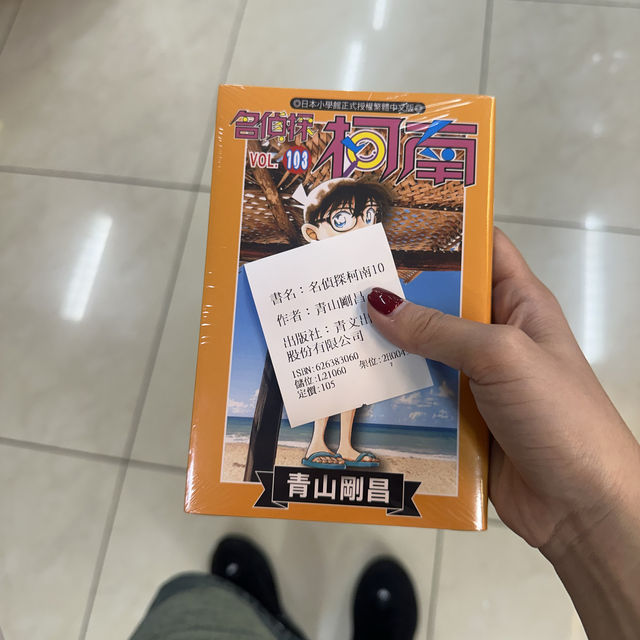 日本小學館正式授權繁體中文版
名偵探
柯南
VOL. 103
書名：名偵探柯南10
作者：青山剛昌
出版社：青文出
股份有限公司
ISBN: 626383060
儲位: L21060
定價: 105
青山剛昌